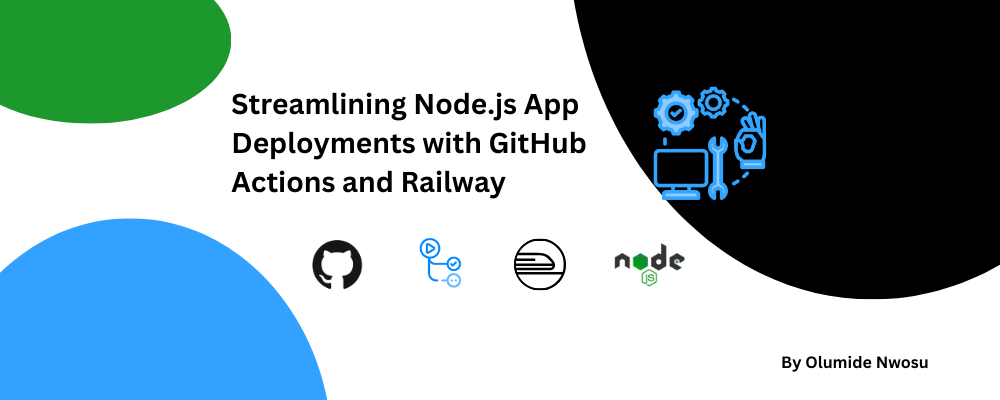 Streamlining Node.js App
Deployments with GitHub
Actions and Railway
node
JS
By Olumide Nwosu